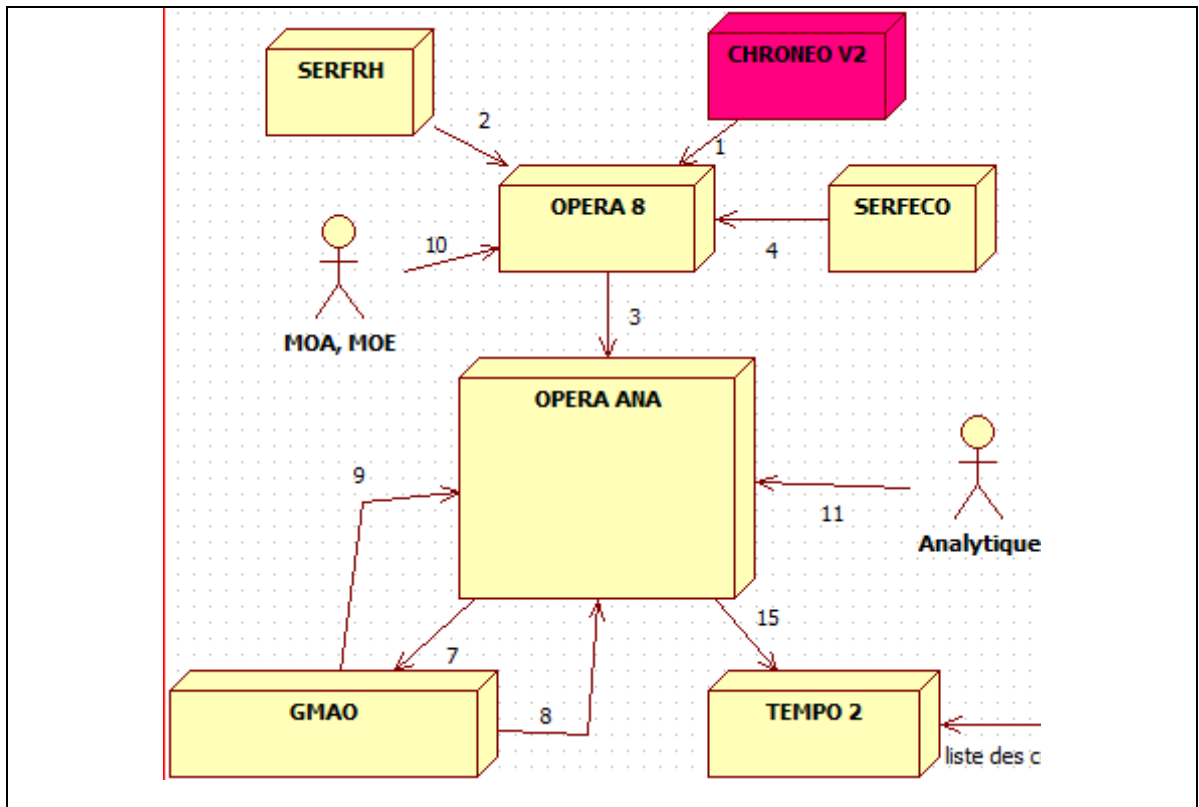 SERFRH
CHRONEO V2
2
1
OPERA 8
SERFECO
10
4
MOA, MOE
3
OPERA ANA
9
11
Analytique
15
7
GMAO
8
TEMPO 2
liste des